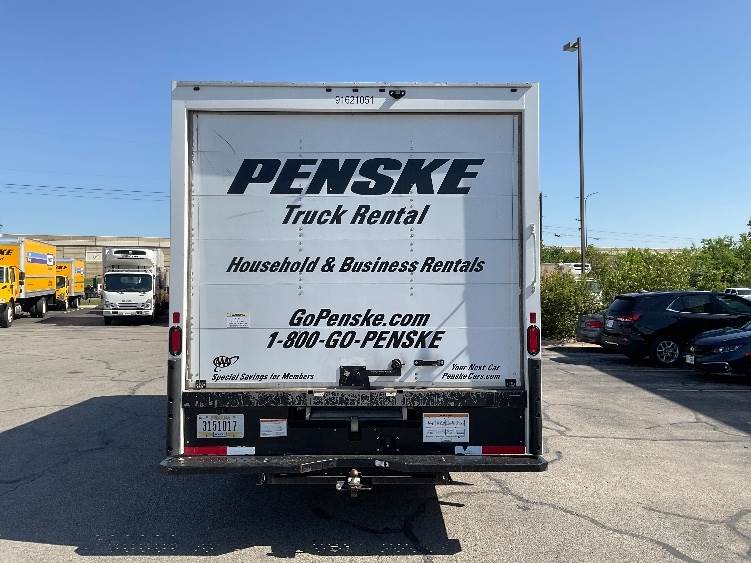 91621051
PENSKE
Truck Rental
Household & Business Rentals
GoPenske.com
1-800-GO-PENSKE
AAA
Special Savings for Members
Your Next Car
PenskeCars.com
3151017
NSKE